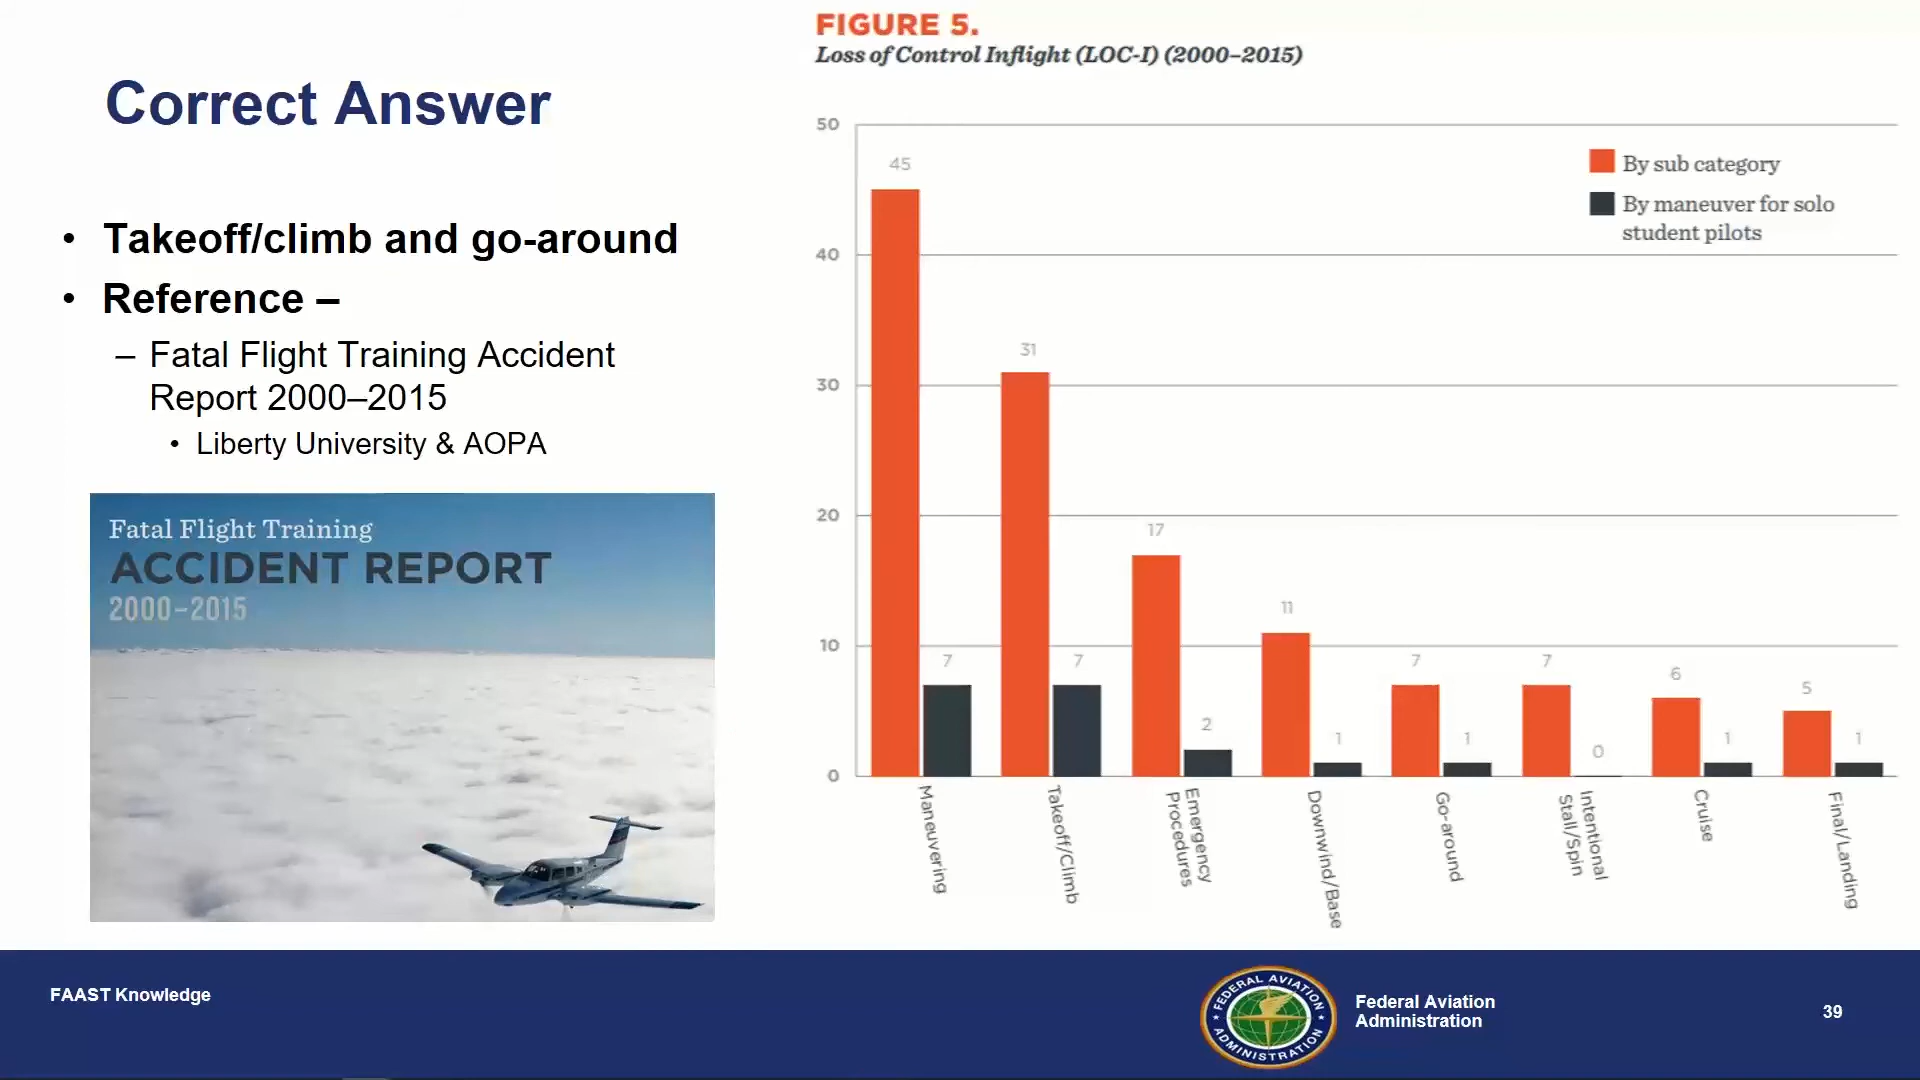 Correct Answer
• Takeoff/climb and go-around
• Reference –
– Fatal Flight Training Accident
Report 2000–2015
• Liberty University & AOPA
Fatal Flight Training
ACCIDENT REPORT
2000–2015
FIGURE 5.
Loss of Control Inflight (LOC-I) (2000–2015)
By sub category
By maneuver for solo
student pilots
50
40
30
20
10
0
45
7
31
7
17
2
11
1
7
1
7
0
6
1
5
1
Maneuvering
Takeoff/Climb
Emergency
Procedures
Downwind/Base
Go-around
Intentional
Stall/Spin
Cruise
Final/Landing
FAAST Knowledge
FEDERAL AVIATION
ADMINISTRATION
Federal Aviation
Administration
39